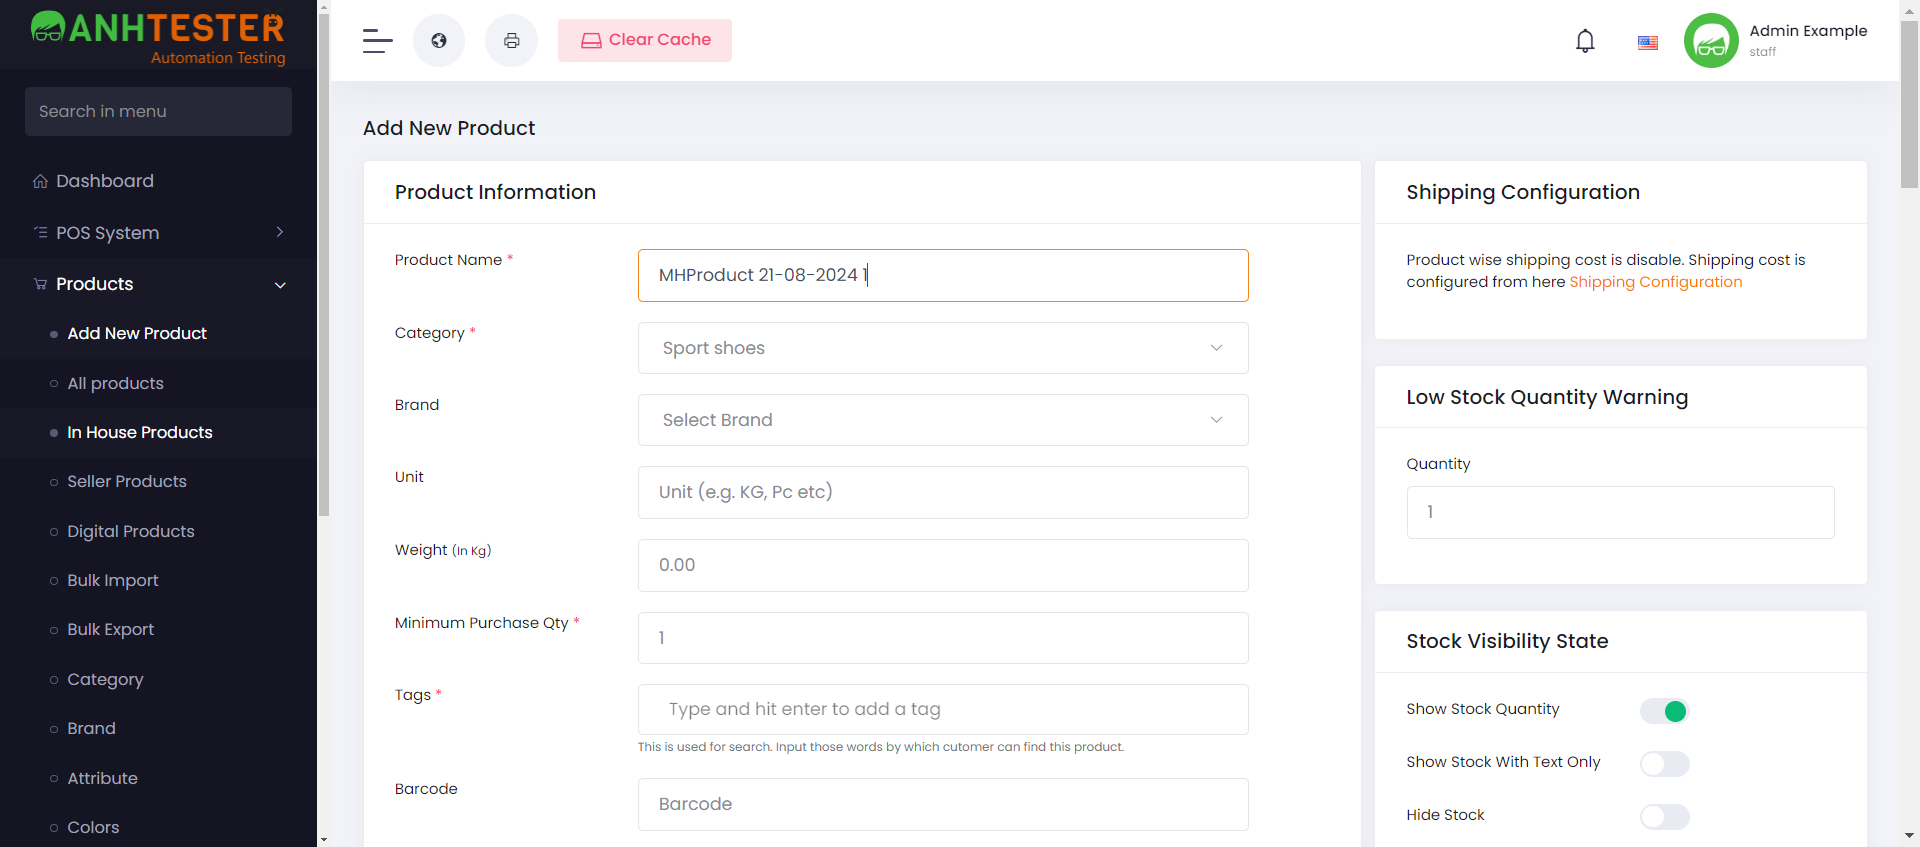 ANHTESTER
Automation Testing
Search in menu
Dashboard
POS System
Products
Add New Product
All products
In House Products
Seller Products
Digital Products
Bulk Import
Bulk Export
Category
Brand
Attribute
Colors
Clear Cache
Admin Example
staff
Add New Product
Product Information
Product Name *
MHProduct 21-08-2024 1
Category *
Sport shoes
Brand
Select Brand
Unit
Unit (e.g. KG, Pc etc)
Weight (In Kg)
0.00
Minimum Purchase Qty *
1
Tags *
Type and hit enter to add a tag
This is used for search. Input those words by which cutomer can find this product.
Barcode
Barcode
Shipping Configuration
Product wise shipping cost is disable. Shipping cost is
configured from here Shipping Configuration
Low Stock Quantity Warning
Quantity
1
Stock Visibility State
Show Stock Quantity
Show Stock With Text Only
Hide Stock